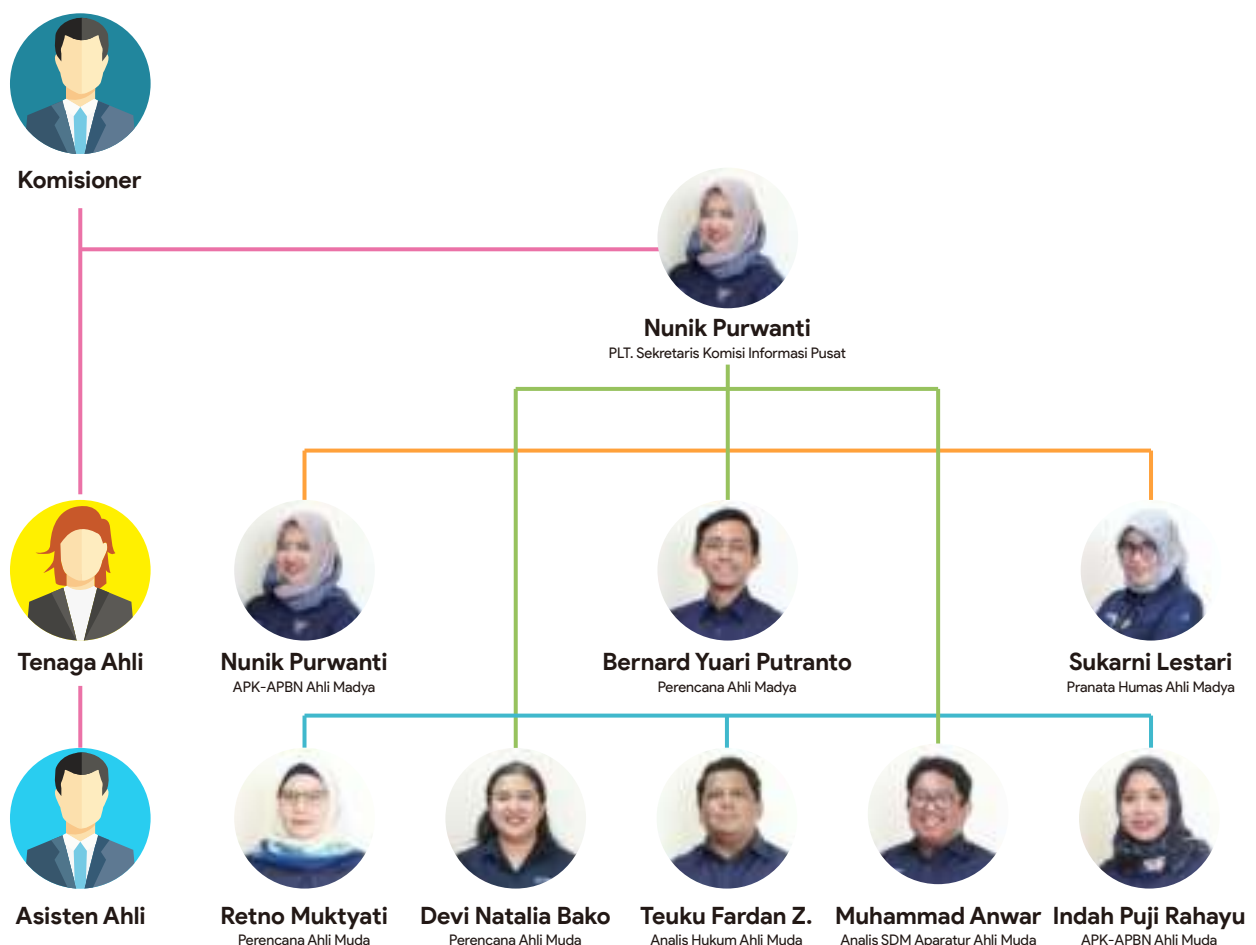 Komisioner
Nunik Purwanti
PLT. Sekretaris Komisi Informasi Pusat
Tenaga Ahli
Nunik Purwanti
APK-APBN Ahli Madya
Bernard Yuari Putranto
Perencana Ahli Madya
Sukarni Lestari
Pranata Humas Ahli Madya
Asisten Ahli
Retno Muktyati
Perencana Ahli Muda
Devi Natalia Bako
Perencana Ahli Muda
Teuku Fardan Z.
Analis Hukum Ahli Muda
Muhammad Anwar
Analis SDM Aparatur Ahli Muda
Indah Puji Rahayu
APK-APBN Ahli Muda